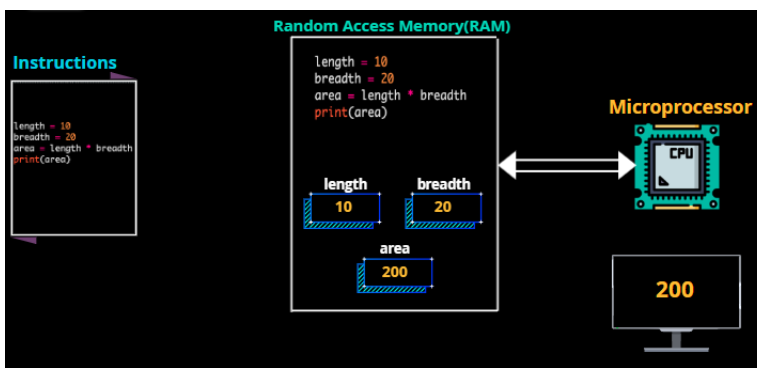 Random Access Memory(RAM)
Instructions
length = 10
breadth = 20
area = length * breadth
print(area)
length = 10
breadth = 20
area = length * breadth
print(area)
length
breadth
10
20
area
200
Microprocessor
CPU
200